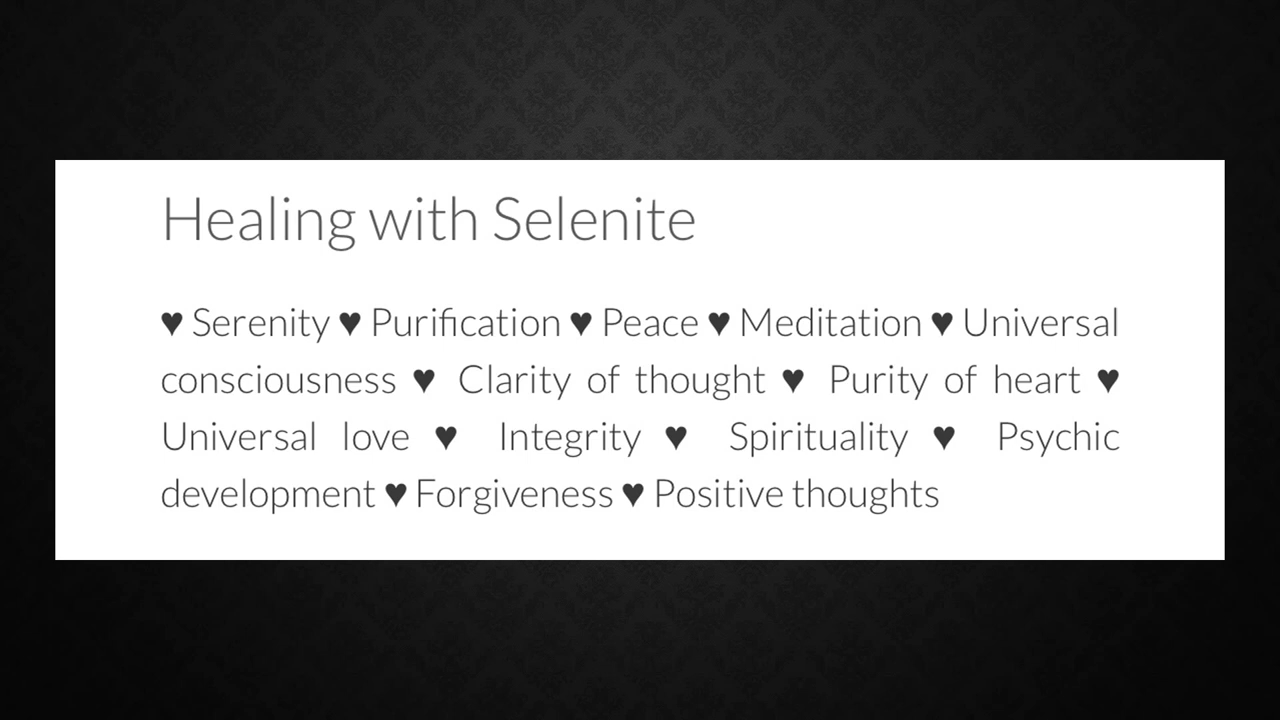 Healing with Selenite
♥ Serenity ♥ Purification ♥ Peace ♥ Meditation ♥ Universal
consciousness ♥ Clarity of thought ♥ Purity of heart ♥
Universal love ♥ Integrity ♥ Spirituality ♥ Psychic
development ♥ Forgiveness ♥ Positive thoughts